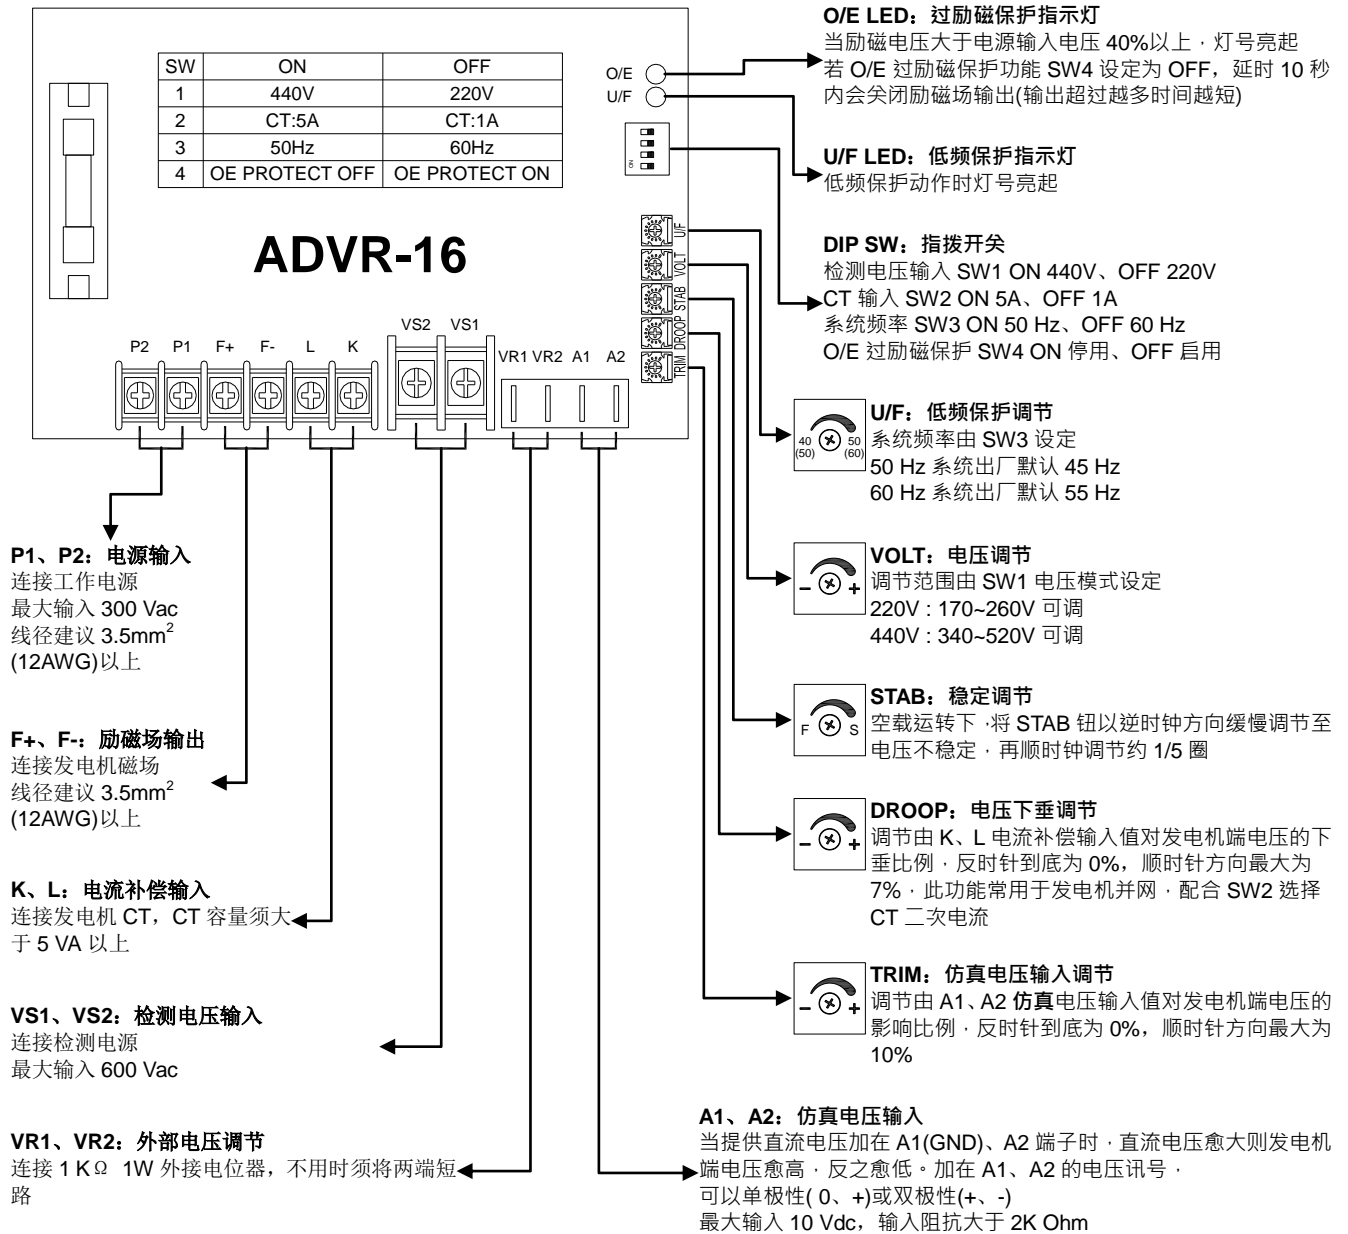 SW ON OFF
1 440V 220V
2 CT:5A CT:1A
3 50Hz 60Hz
4 OE PROTECT OFF OE PROTECT ON
O/E
U/F
ON
ADVR-16
U/F
VOLT
STAB
DROOP
TRIM
VS2 VS1
P2 P1 F+ F- L K
VR1 VR2 A1 A2
O/E LED：过励磁保护指示灯
当励磁电压大于电源输入电压 40%以上，灯号亮起
若 O/E 过励磁保护功能 SW4 设定为 OFF，延时 10 秒
内会关闭励磁场输出(输出超过越多时间越短)
U/F LED：低频保护指示灯
低频保护动作时灯号亮起
DIP SW：指拨开关
检测电压输入 SW1 ON 440V、OFF 220V
CT 输入 SW2 ON 5A、OFF 1A
系统频率 SW3 ON 50 Hz、OFF 60 Hz
O/E 过励磁保护 SW4 ON 停用、OFF 启用
40 50
(50) (60)
U/F：低频保护调节
系统频率由 SW3 设定
50 Hz 系统出厂默认 45 Hz
60 Hz 系统出厂默认 55 Hz
- +
VOLT：电压调节
调节范围由 SW1 电压模式设定
220V : 170~260V 可调
440V : 340~520V 可调
F S
STAB：稳定调节
空载运转下，将 STAB 钮以逆时钟方向缓慢调节至
电压不稳定，再顺时钟调节约 1/5 圈
- +
DROOP：电压下垂调节
调节由 K、L 电流补偿输入值对发电机端电压的下
垂比例，反时针到底为 0%，顺时针方向最大为
7%，此功能常用于发电机并网，配合 SW2 选择
CT 二次电流
- +
TRIM：仿真电压输入调节
调节由 A1、A2 仿真电压输入值对发电机端电压的
影响比例，反时针到底为 0%，顺时针方向最大为
10%
P1、P2：电源输入
连接工作电源
最大输入 300 Vac
线径建议 3.5mm²
(12AWG)以上
F+、F-：励磁场输出
连接发电机磁场
线径建议 3.5mm²
(12AWG)以上
K、L：电流补偿输入
连接发电机 CT，CT 容量须大
于 5 VA 以上
VS1、VS2：检测电压输入
连接检测电源
最大输入 600 Vac
VR1、VR2：外部电压调节
连接 1 KΩ 1W 外接电位器，不用时须将两端短
路
A1、A2：仿真电压输入
当提供直流电压加在 A1(GND)、A2 端子时，直流电压愈大则发电机
端电压愈高，反之愈低。加在 A1、A2 的电压讯号，
可以单极性( 0、+)或双极性(+、-)
最大输入 10 Vdc，输入阻抗大于 2K Ohm